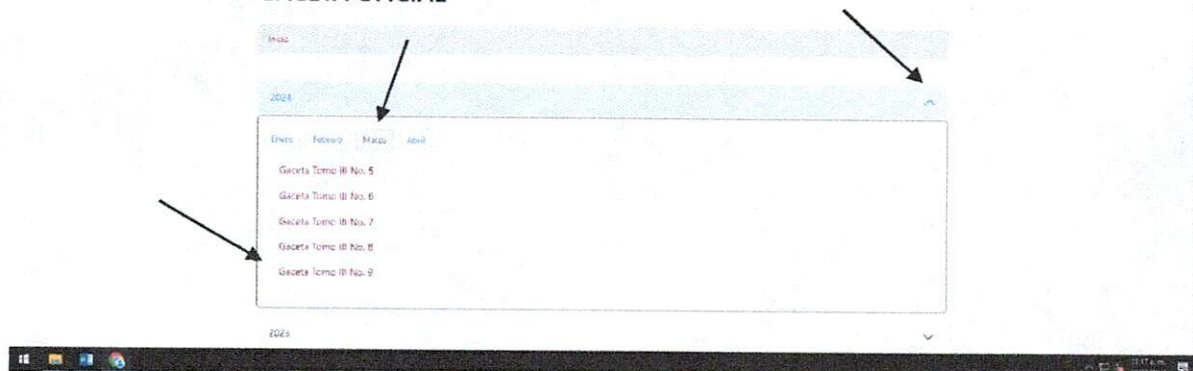 Inicio
2024
Enero Febrero Marzo Abril
Gaceta Tomo III No. 5
Gaceta Tomo III No. 6
Gaceta Tomo III No. 7
Gaceta Tomo III No. 8
Gaceta Tomo III No. 9
2023